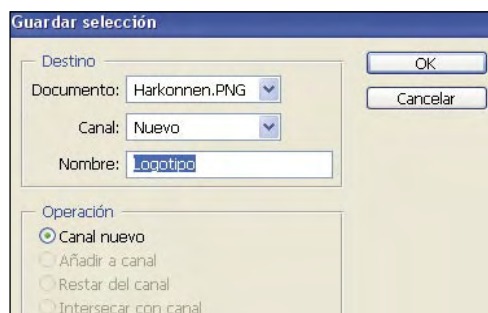 Guardar selección
Destino
OK
Documento: Harkonnen.PNG
Cancelar
Canal: Nuevo
Nombre: Logotipo
Operación
Canal nuevo
Añadir a canal
Restar del canal
Intersecar con canal